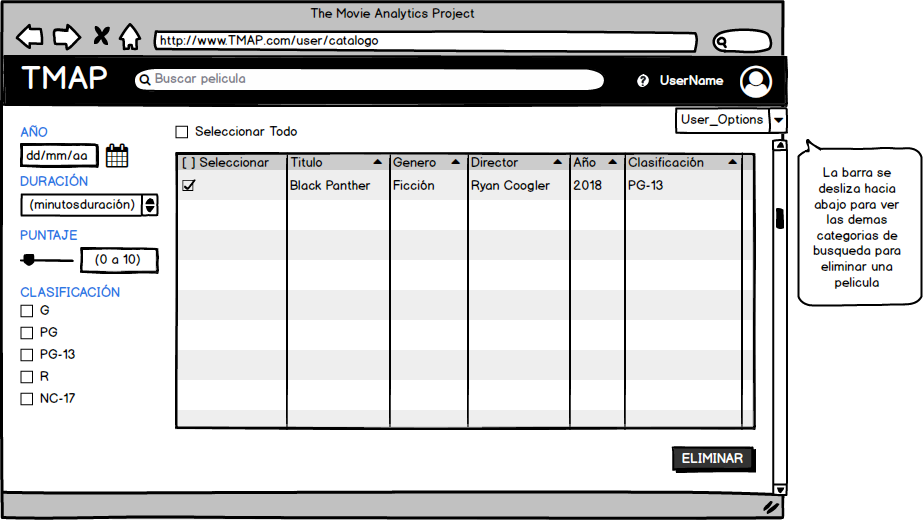 The Movie Analytics Project
http://www.TMAP.com/user/catalogo
TMAP
Buscar pelicula
? UserName
User_Options
AÑO
dd/mm/aa
DURACIÓN
(minutosduración)
PUNTAJE
(0 a 10)
CLASIFICACIÓN
G
PG
PG-13
R
NC-17
Seleccionar Todo
[ ] Seleccionar Titulo Genero Director Año Clasificación
Black Panther Ficción Ryan Coogler 2018 PG-13
ELIMINAR
La barra se
desliza hacia
abajo para ver
las demas
categorias de
busqueda para
eliminar una
pelicula